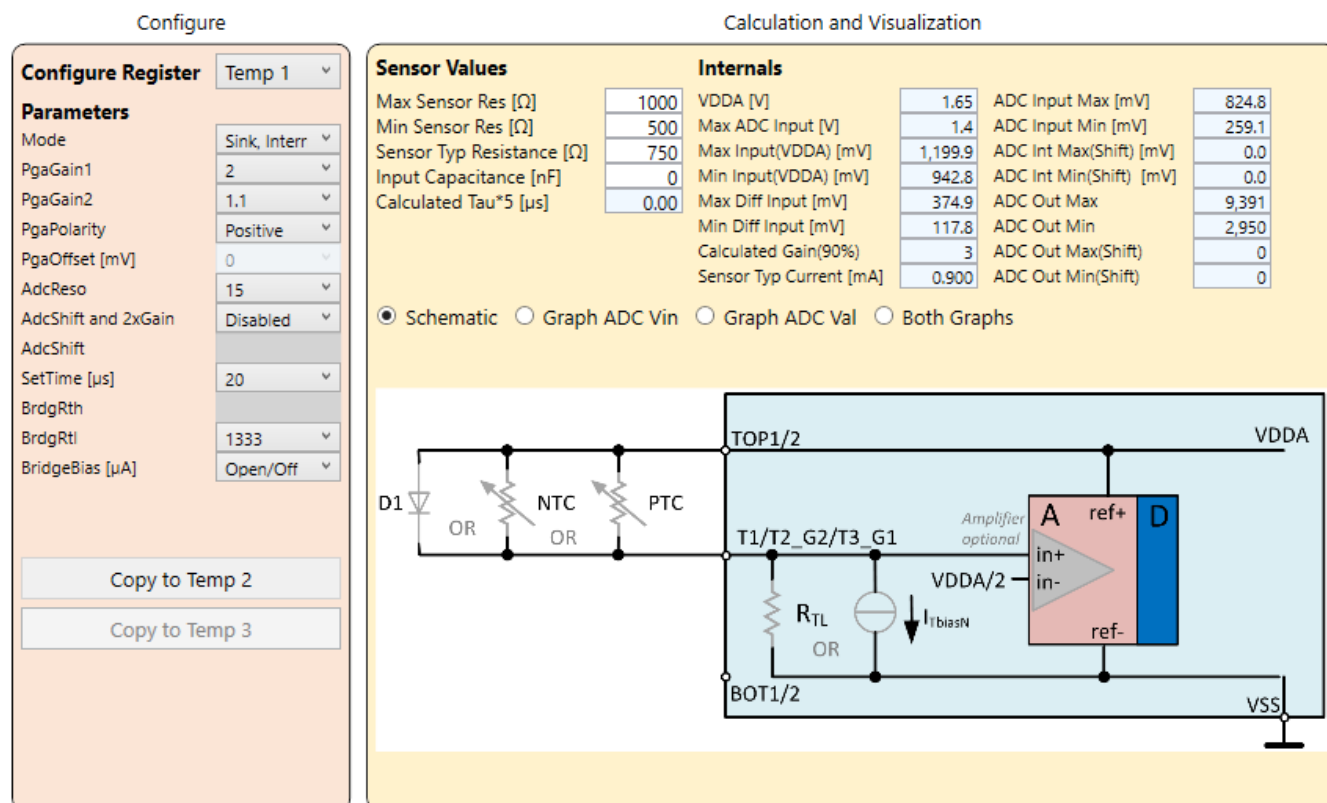 Configure
Configure Register Temp 1
Parameters
Mode Sink, Interr
PgaGain1 2
PgaGain2 1.1
PgaPolarity Positive
PgaOffset [mV] 0
AdcReso 15
AdcShift and 2xGain Disabled
AdcShift
SetTime [µs] 20
BrdgRth
BrdgRtl 1333
BridgeBias [µA] Open/Off
Copy to Temp 2
Copy to Temp 3
Calculation and Visualization
Sensor Values
Max Sensor Res [Ω] 1000
Min Sensor Res [Ω] 500
Sensor Typ Resistance [Ω] 750
Input Capacitance [nF] 0
Calculated Tau*5 [µs] 0.00
Internals
VDDA [V] 1.65
Max ADC Input [V] 1.4
Max Input(VDDA) [mV] 1,199.9
Min Input(VDDA) [mV] 942.8
Max Diff Input [mV] 374.9
Min Diff Input [mV] 117.8
Calculated Gain(90%) 3
Sensor Typ Current [mA] 0.900
ADC Input Max [mV] 824.8
ADC Input Min [mV] 259.1
ADC Int Max(Shift) [mV] 0.0
ADC Int Min(Shift) [mV] 0.0
ADC Out Max 9,391
ADC Out Min 2,950
ADC Out Max(Shift) 0
ADC Out Min(Shift) 0
Schematic Graph ADC Vin Graph ADC Val Both Graphs
TOP1/2 VDDA
D1 OR NTC OR PTC
T1/T2_G2/T3_G1
Amplifier
optional
A ref+ D
in+
VDDA/2 in-
RTL OR ITbiasN
ref-
BOT1/2
VSS